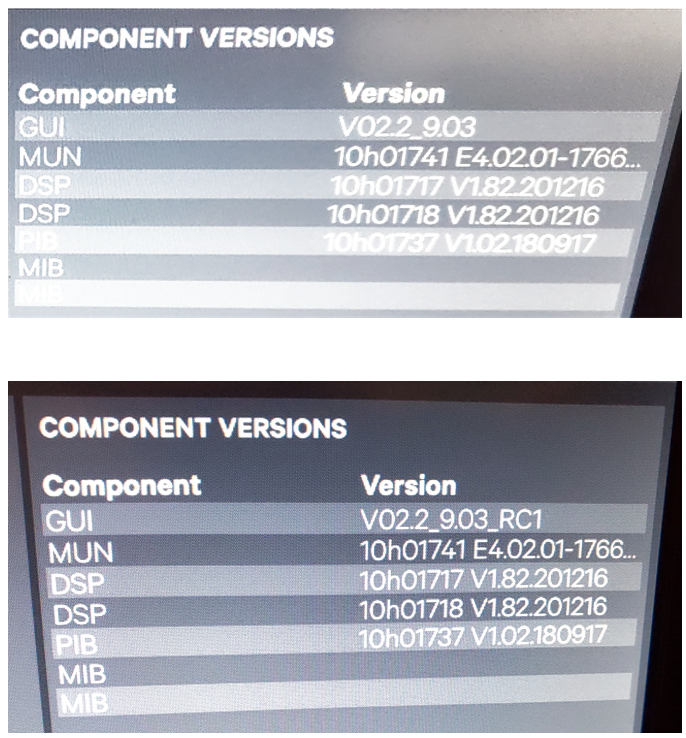 COMPONENT VERSIONS
Component Version
GUI V02.2_9.03
MUN 10h01741 E4.02.01-1766...
DSP 10h01717 V1.82.201216
DSP 10h01718 V1.82.201216
PIB 10h01737 V1.02.180917
MIB
MIB
COMPONENT VERSIONS
Component Version
GUI V02.2_9.03_RC1
MUN 10h01741 E4.02.01-1766...
DSP 10h01717 V1.82.201216
DSP 10h01718 V1.82.201216
PIB 10h01737 V1.02.180917
MIB
MIB